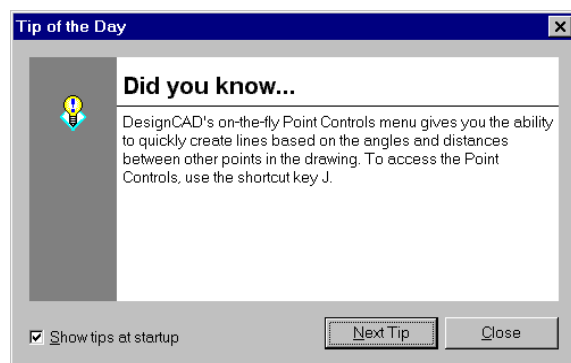 Tip of the Day
Did you know...
DesignCAD's on-the-fly Point Controls menu gives you the ability
to quickly create lines based on the angles and distances
between other points in the drawing. To access the Point
Controls, use the shortcut key J.
Show tips at startup
Next Tip
Close